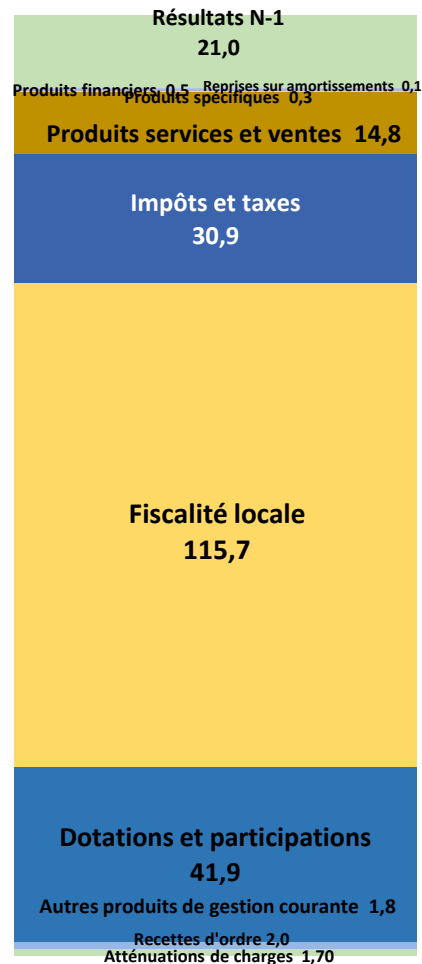 Résultats N-1
21,0
Reprises sur amortissements 0,1
Produits financiers 0,5
Produits spécifiques 0,3
Produits services et ventes 14,8
Impôts et taxes
30,9
Fiscalité locale
115,7
Dotations et participations
41,9
Autres produits de gestion courante 1,8
Recettes d'ordre 2,0
Atténuations de charges 1,70